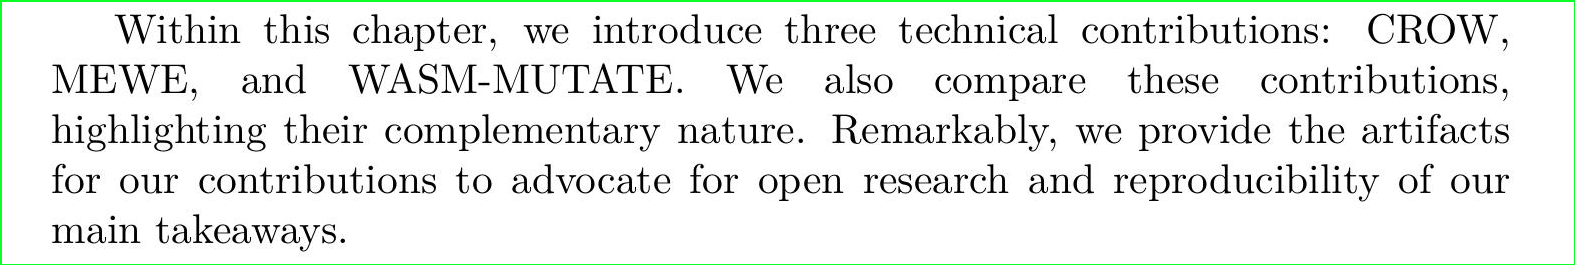 Within this chapter, we introduce three technical contributions: CROW,
MEWE, and WASM-MUTATE. We also compare these contributions,
highlighting their complementary nature. Remarkably, we provide the artifacts
for our contributions to advocate for open research and reproducibility of our
main takeaways.